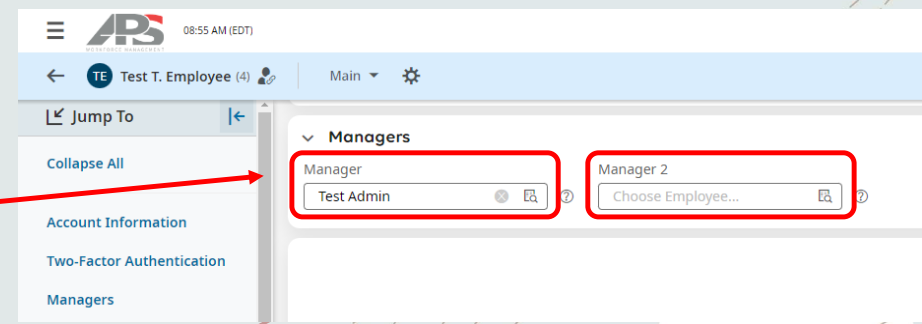 APS
WORKFORCE MANAGEMENT
08:55 AM (EDT)
TE Test T. Employee (4)
Main
Jump To
Collapse All
Account Information
Two-Factor Authentication
Managers
Managers
Manager
Test Admin
Manager 2
Choose Employee...